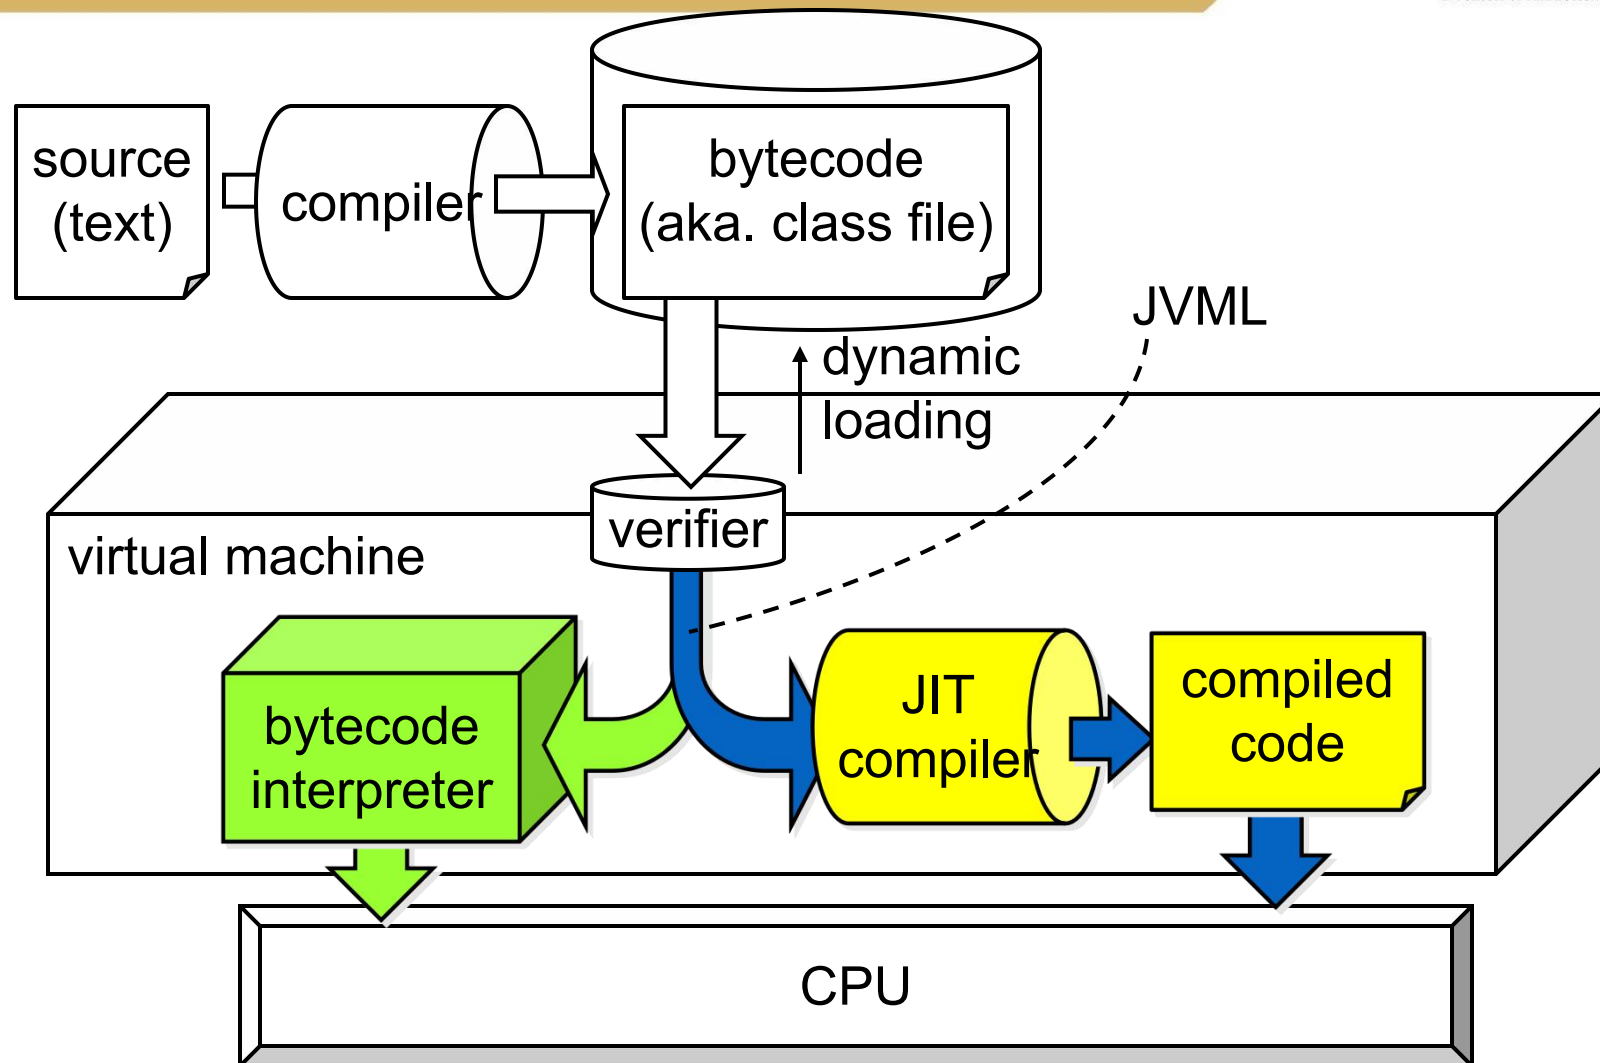 source
(text)
compiler
bytecode
(aka. class file)
JVML
dynamic
loading
verifier
virtual machine
bytecode
interpreter
JIT
compiler
compiled
code
CPU